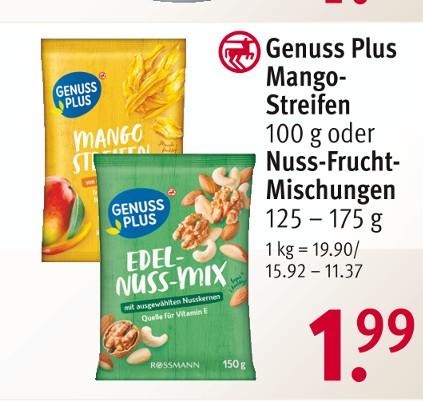 GENUSS
PLUS
MANGO
GENUSS
PLUS
EDEL-
NUSS-MIX
mit ausgewählten Nusskernen
Quelle für Vitamin E
ROSSMANN 150 g
Genuss Plus
Mango-
Streifen
100 g oder
Nuss-Frucht-
Mischungen
125 – 175 g
1 kg = 19.90/
15.92 – 11.37
1.99